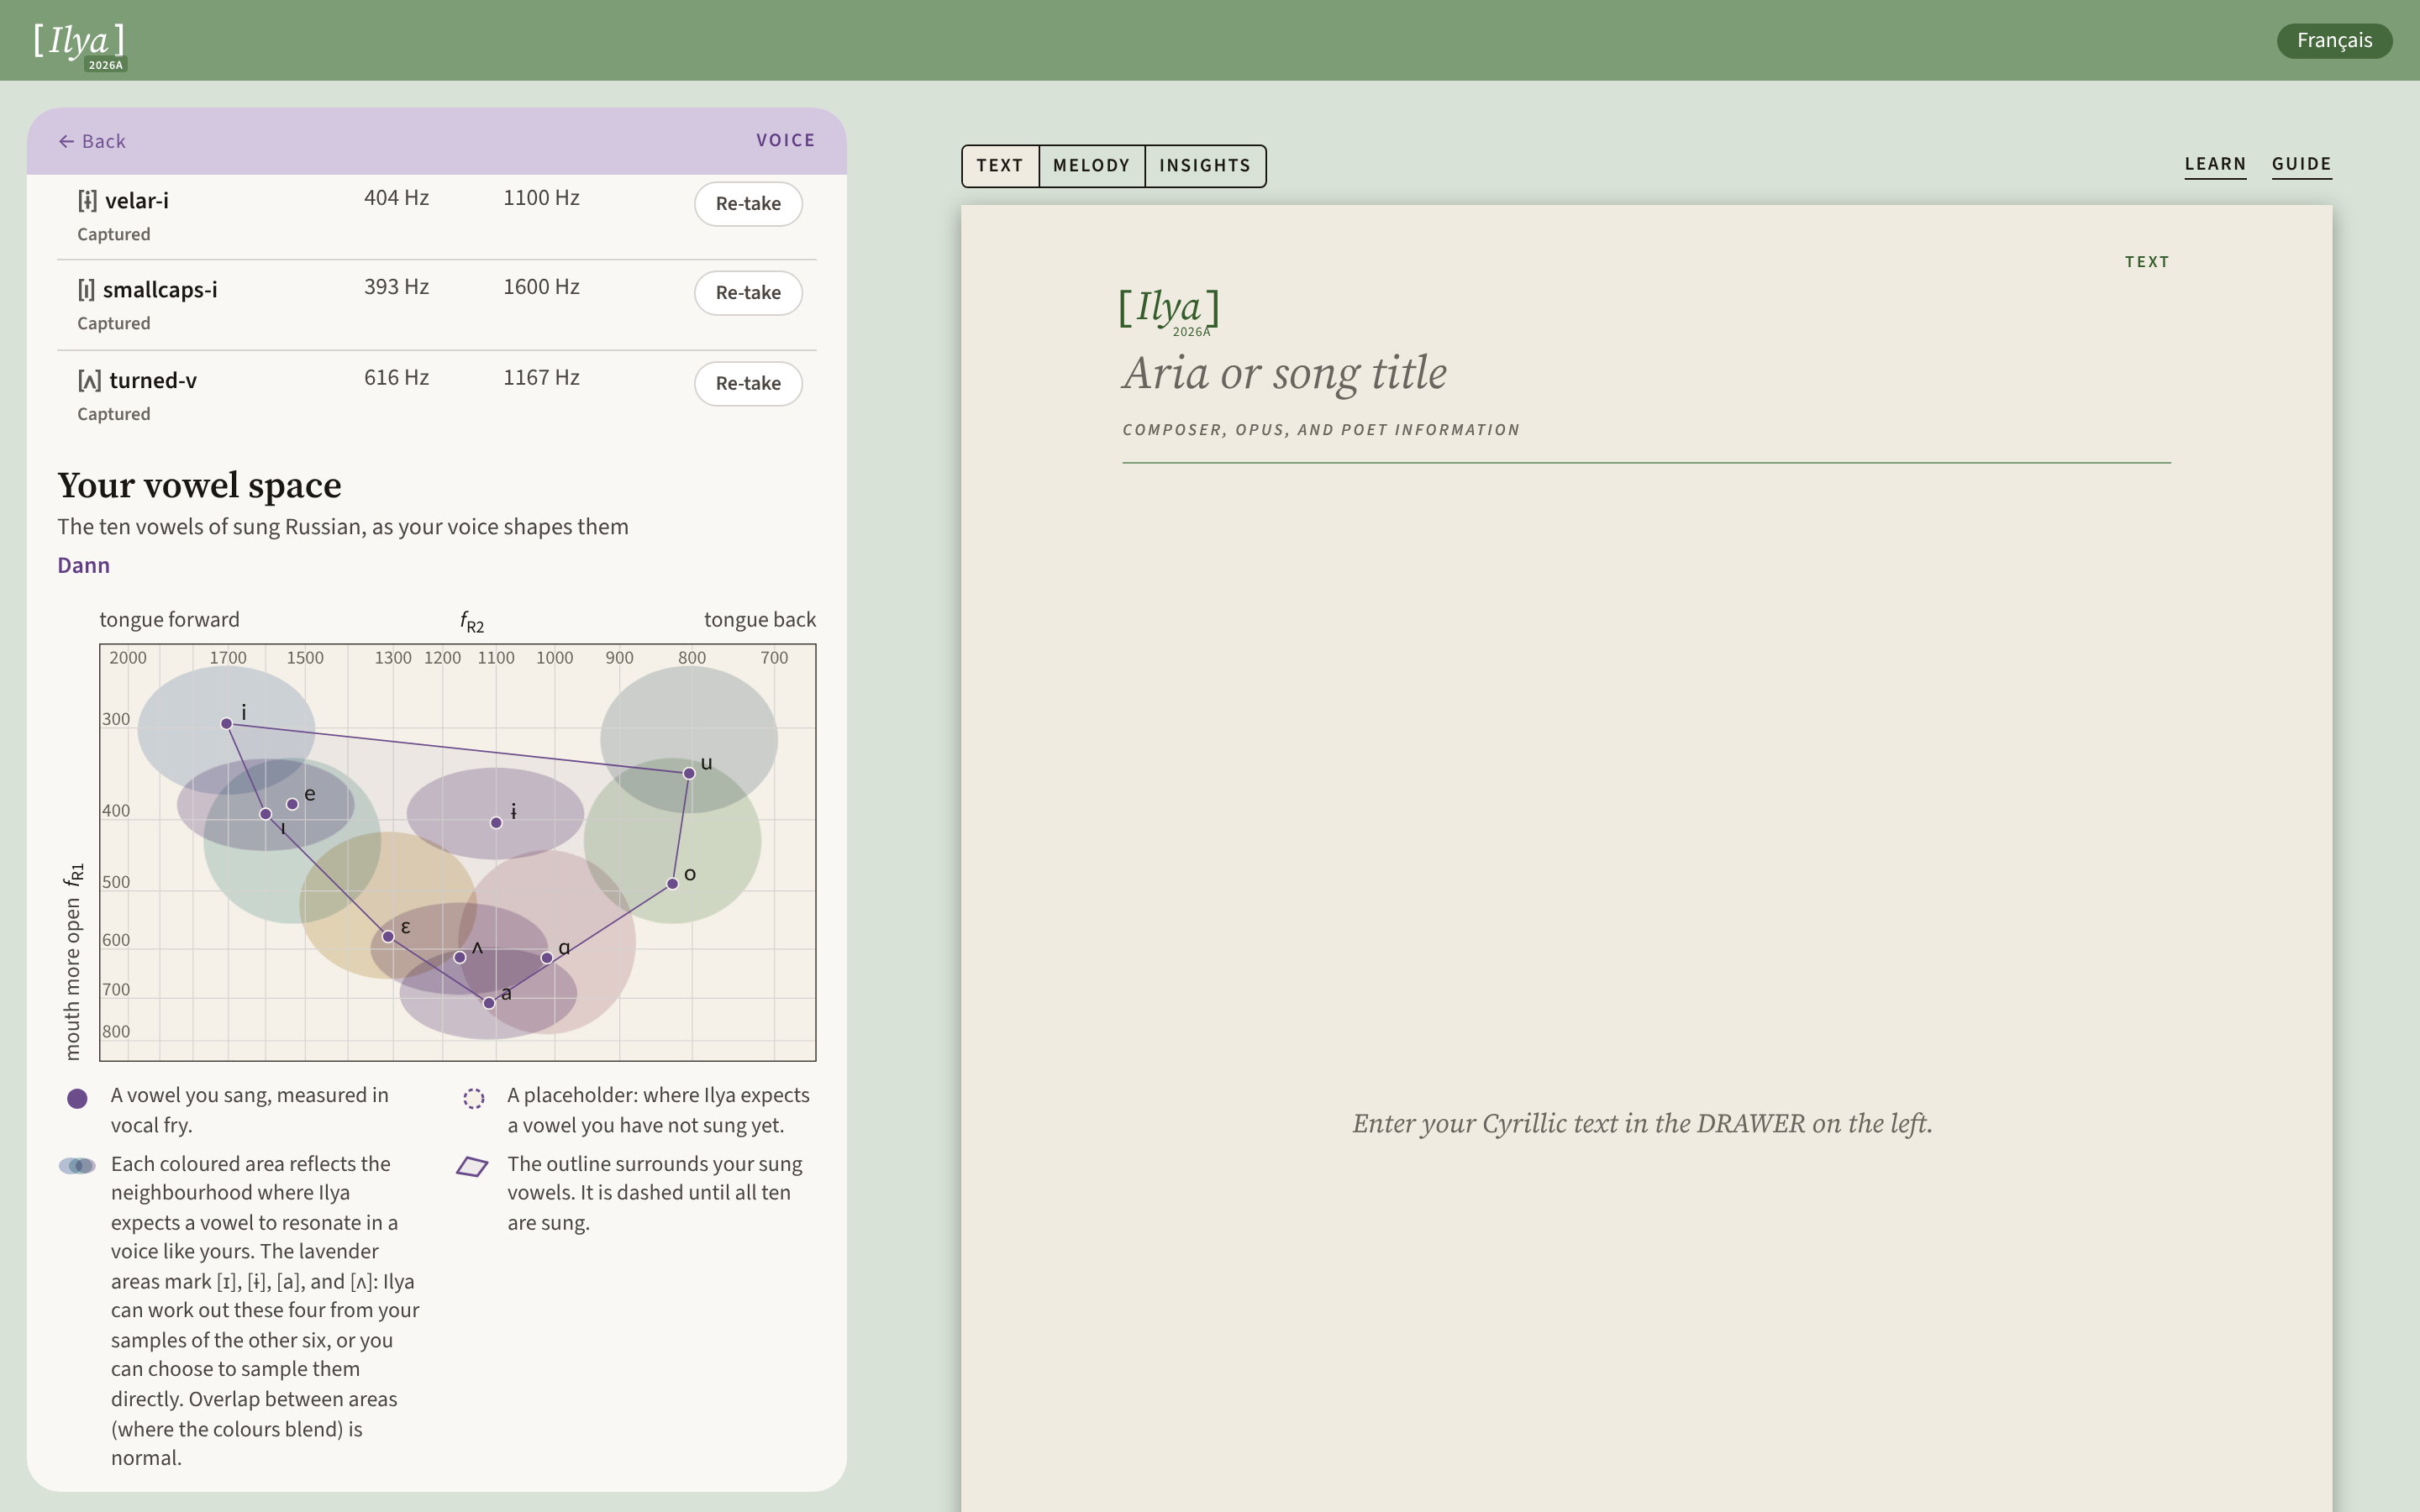 [Ilya]
2026A
Français
← Back
VOICE
[ɨ] velar-i
404 Hz
1100 Hz
Re-take
Captured
[ı] smallcaps-i
393 Hz
1600 Hz
Re-take
Captured
[ʌ] turned-v
616 Hz
1167 Hz
Re-take
Captured
Your vowel space
The ten vowels of sung Russian, as your voice shapes them
Dann
tongue forward
fR2
tongue back
2000 1700 1500 1300 1200 1100 1000 900 800 700
300
400
500
600
700
800
mouth more open fR1
i
u
e
ɨ
ı
o
ɛ
ʌ
ɑ
a
A vowel you sang, measured in
vocal fry.
A placeholder: where Ilya expects
a vowel you have not sung yet.
Each coloured area reflects the
neighbourhood where Ilya
expects a vowel to resonate in a
voice like yours. The lavender
areas mark [ɪ], [ɨ], [a], and [ʌ]: Ilya
can work out these four from your
samples of the other six, or you
can choose to sample them
directly. Overlap between areas
(where the colours blend) is
normal.
The outline surrounds your sung
vowels. It is dashed until all ten
are sung.
TEXT
MELODY
INSIGHTS
LEARN
GUIDE
TEXT
[Ilya]
2026A
Aria or song title
COMPOSER, OPUS, AND POET INFORMATION
Enter your Cyrillic text in the DRAWER on the left.